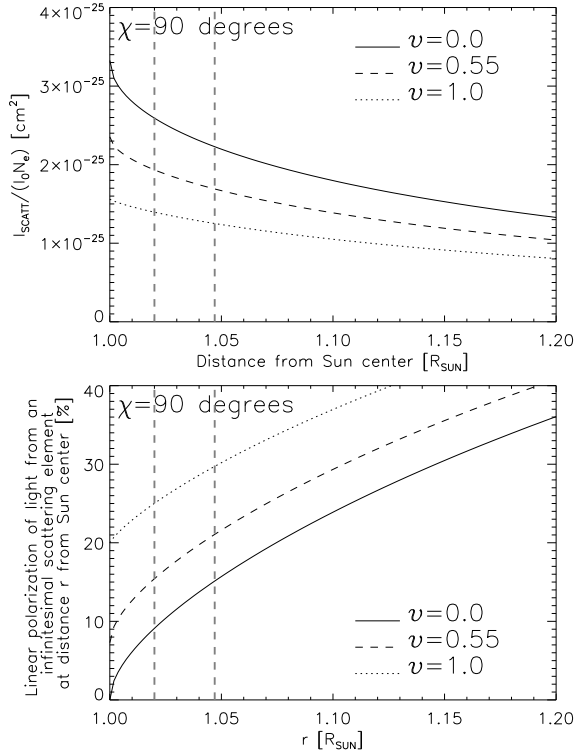 4×10⁻²⁵
3×10⁻²⁵
2×10⁻²⁵
1×10⁻²⁵
0
I_SCATT/(I₀Nₑ) [cm²]
χ=90 degrees
υ=0.0
υ=0.55
υ=1.0
1.00 1.05 1.10 1.15 1.20
Distance from Sun center [R_SUN]
40
30
20
10
0
Linear polarization of light from an
infinitesimal scattering element
at distance r from Sun center [%]
χ=90 degrees
υ=0.0
υ=0.55
υ=1.0
1.00 1.05 1.10 1.15 1.20
r [R_SUN]